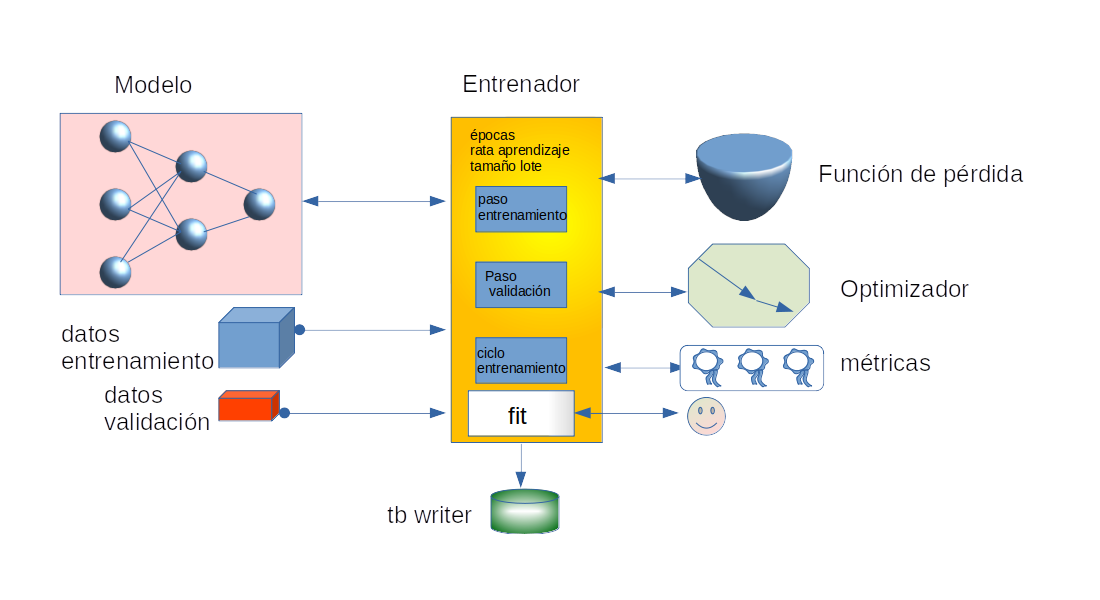 Modelo
Entrenador
épocas
rata aprendizaje
tamaño lote
paso
entrenamiento
Paso
validación
ciclo
entrenamiento
fit
datos
entrenamiento
datos
validación
Función de pérdida
Optimizador
métricas
tb writer